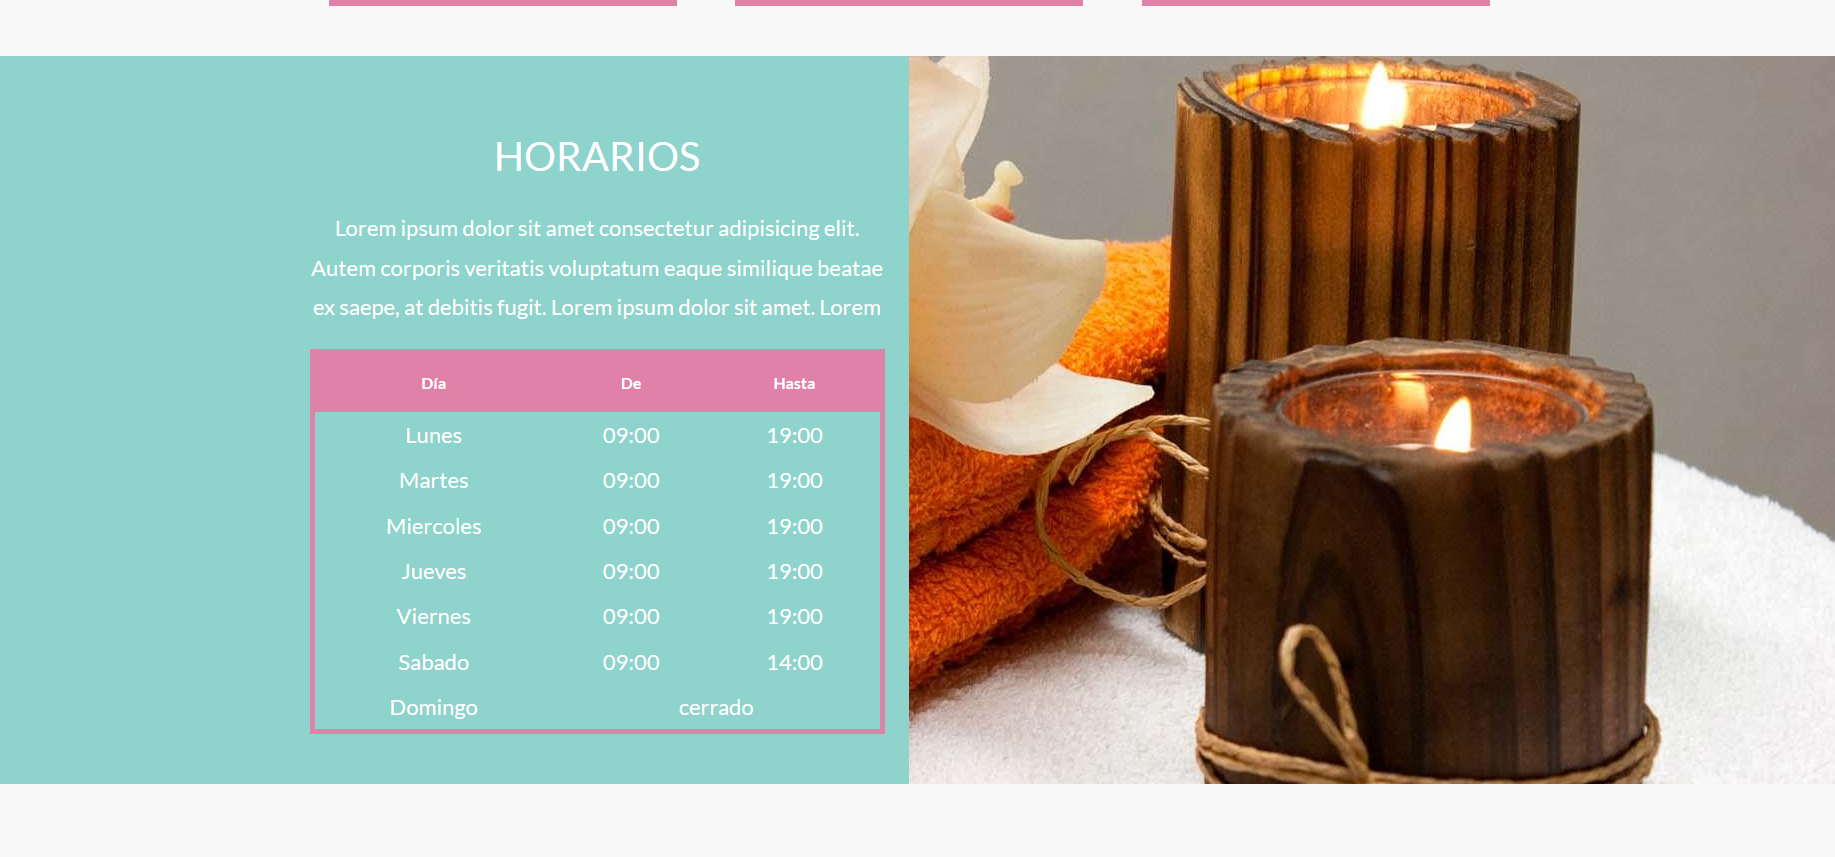 HORARIOS
Lorem ipsum dolor sit amet consectetur adipisicing elit.
Autem corporis veritatis voluptatum eaque similique beatae
ex saepe, at debitis fugit. Lorem ipsum dolor sit amet. Lorem
Día De Hasta
Lunes 09:00 19:00
Martes 09:00 19:00
Miercoles 09:00 19:00
Jueves 09:00 19:00
Viernes 09:00 19:00
Sabado 09:00 14:00
Domingo cerrado